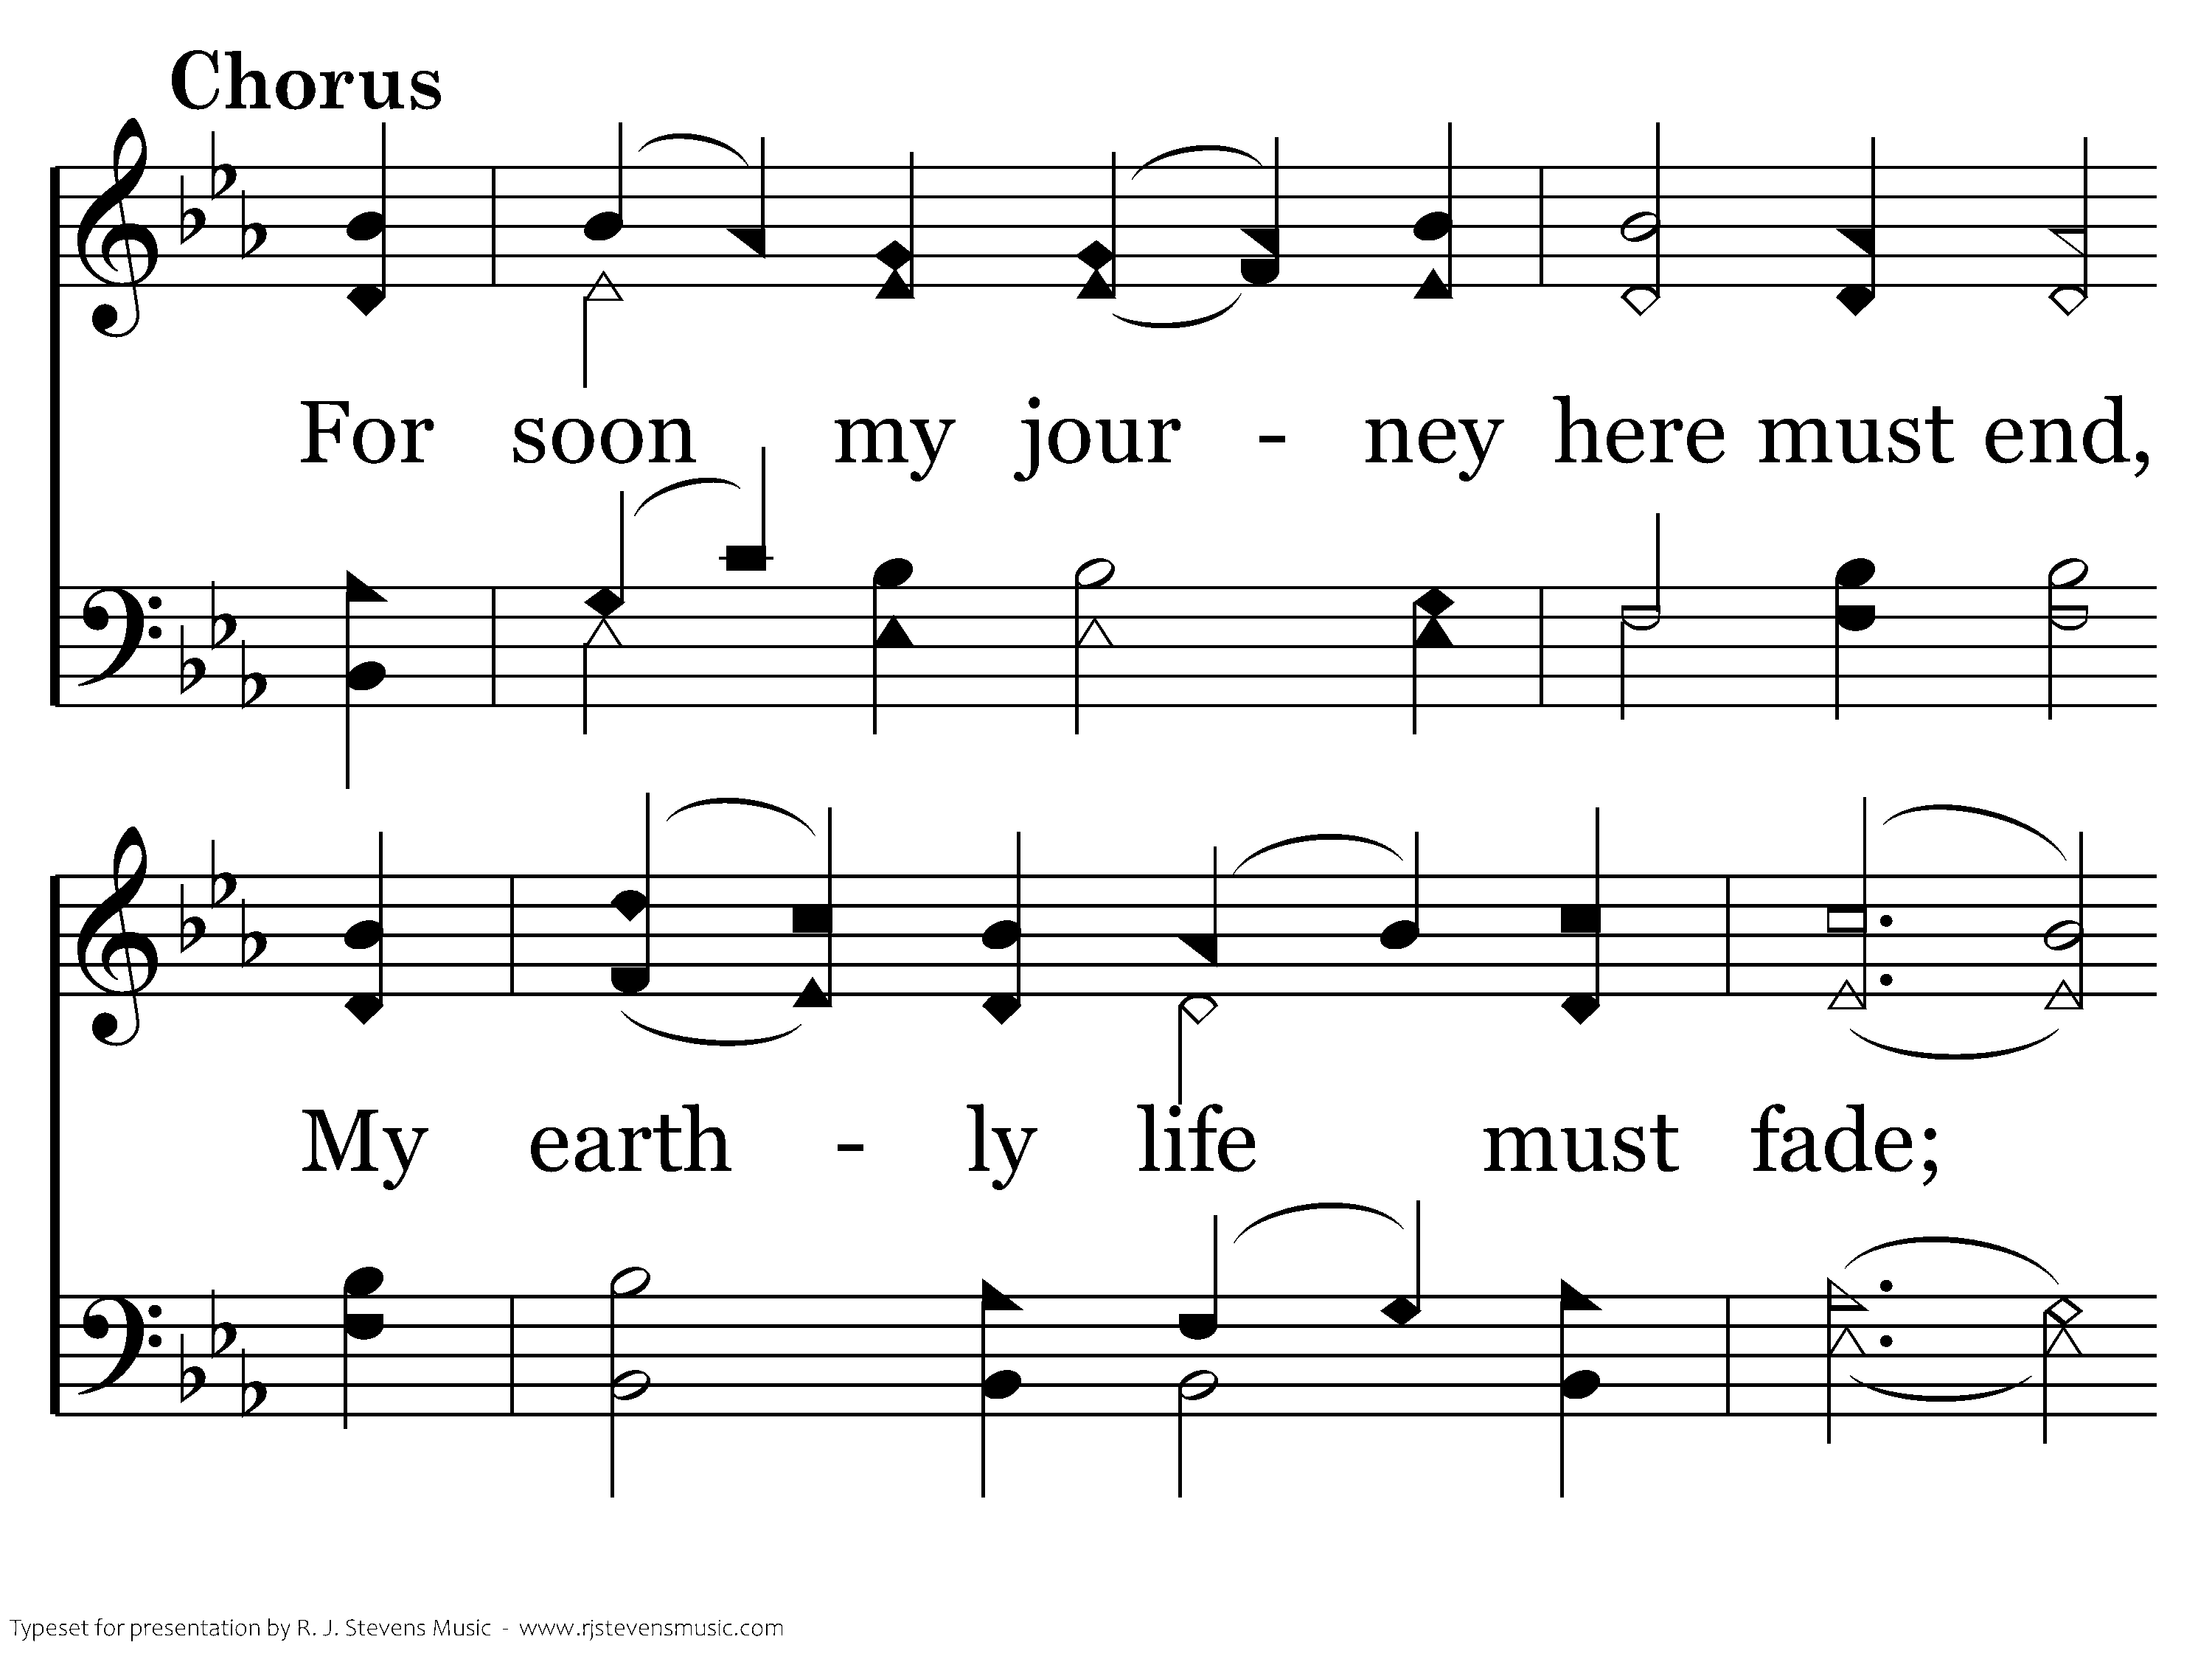 Chorus
For soon my jour - ney here must end,
My earth - ly life must fade;
Typeset for presentation by R. J. Stevens Music - www.rjstevensmusic.com